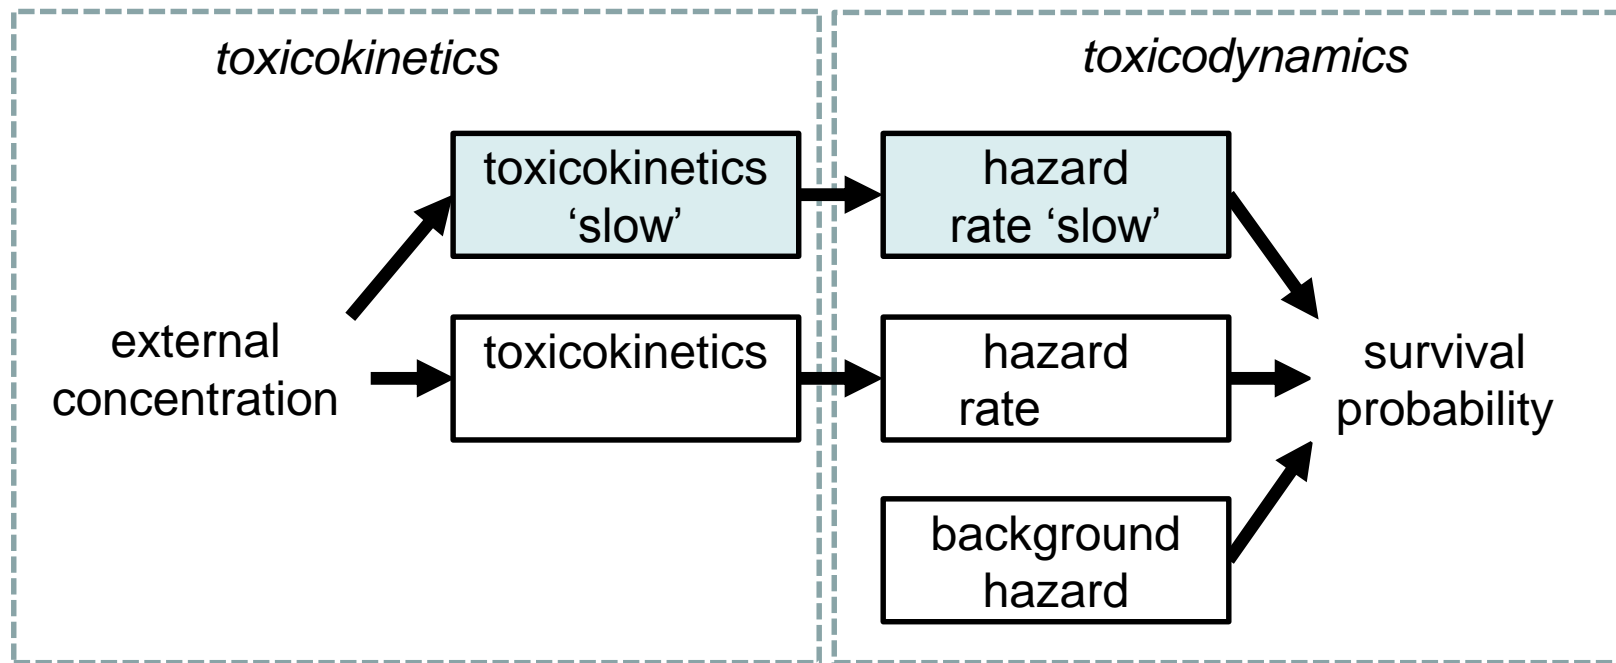 toxicokinetics
toxicodynamics
toxicokinetics
‘slow’
hazard
rate ‘slow’
external
concentration
toxicokinetics
hazard
rate
survival
probability
background
hazard